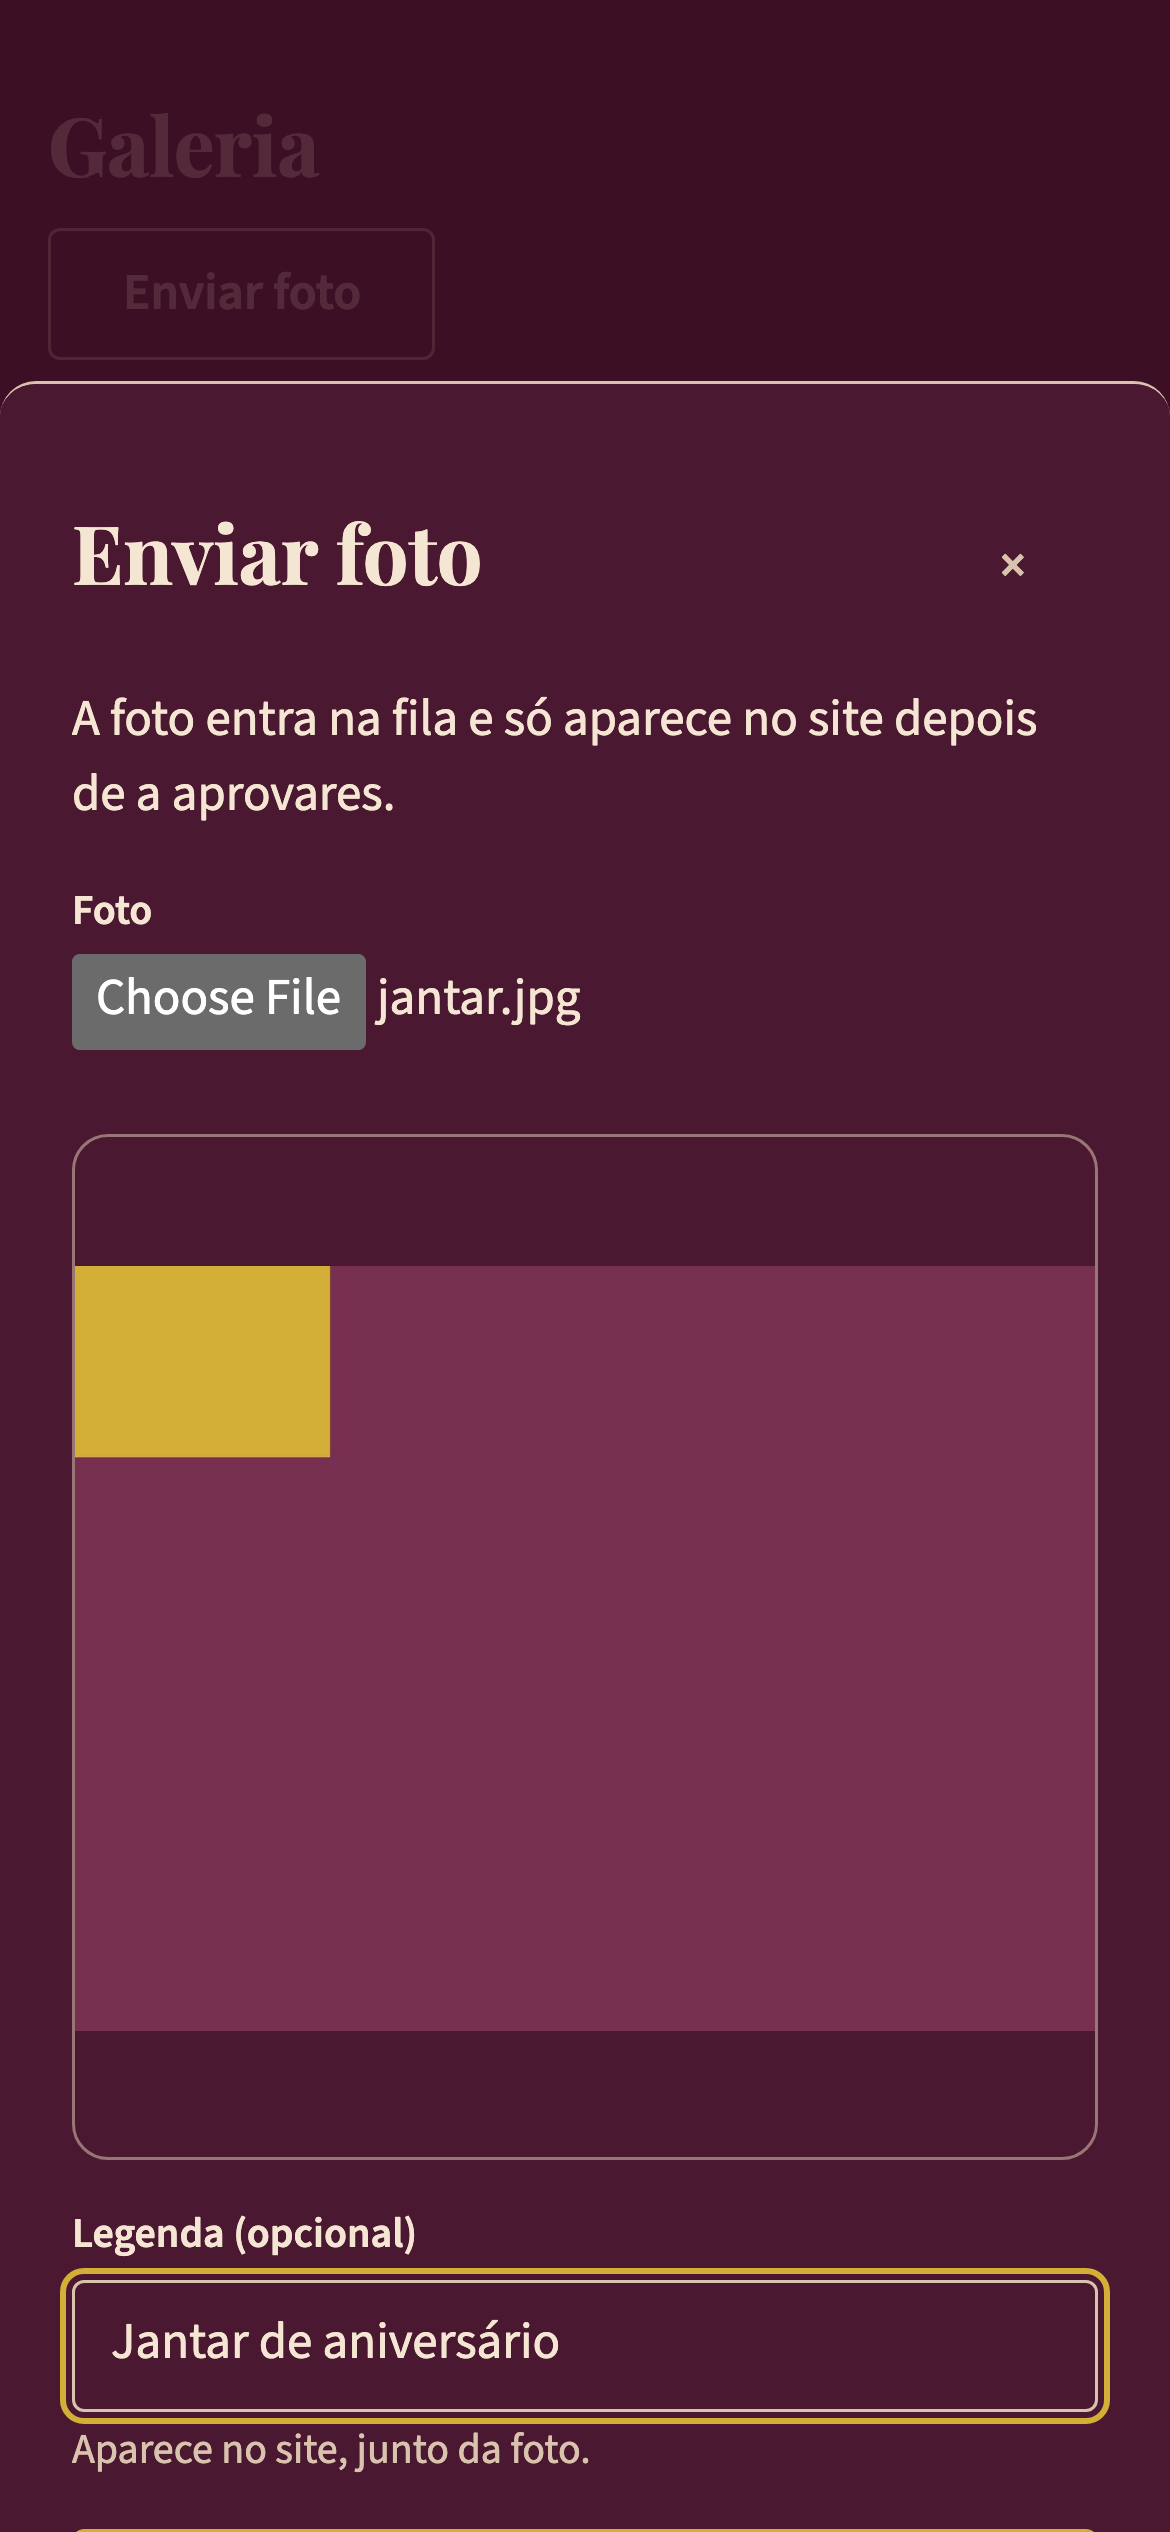 Galeria
Enviar foto
Enviar foto
×
A foto entra na fila e só aparece no site depois
de a aprovares.
Foto
Choose File jantar.jpg
Legenda (opcional)
Jantar de aniversário
Aparece no site, junto da foto.